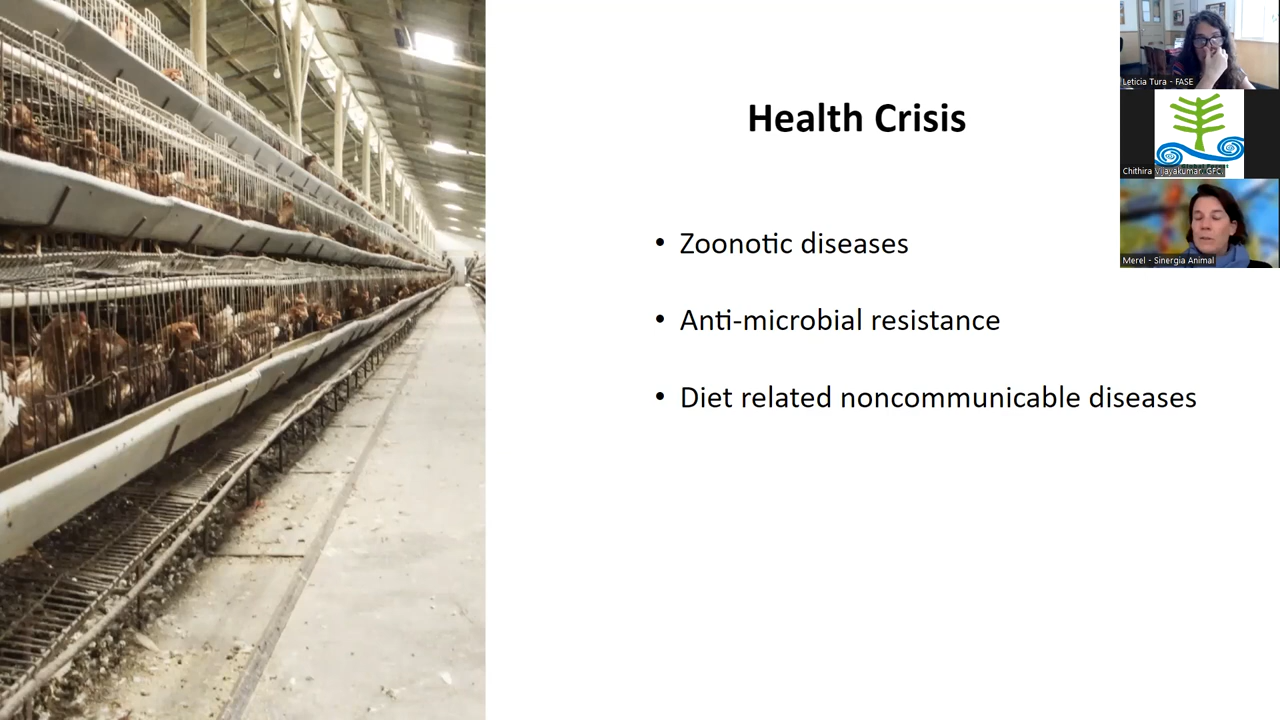 Health Crisis
• Zoonotic diseases
• Anti-microbial resistance
• Diet related noncommunicable diseases
Leticia Tura - FASE
Chithira Vijayakumar, GFC,
Merel - Sinergia Animal